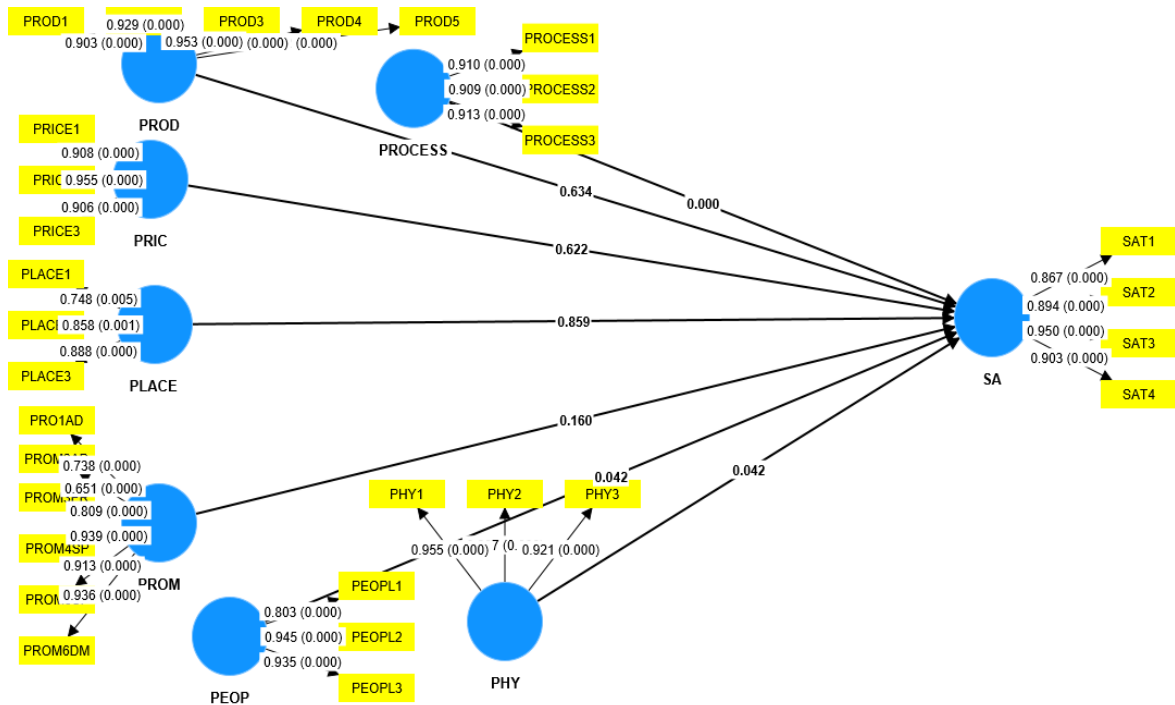 PROD1
0.929 (0.000)
PROD3
PROD4
PROD5
0.903 (0.000)
0.953 (0.000)
(0.000)
(0.000)
PROD
PROCESS1
0.910 (0.000)
PROCESS2
0.909 (0.000)
0.913 (0.000)
PROCESS3
PROCESS
PRICE1
0.908 (0.000)
0.955 (0.000)
0.906 (0.000)
PRICE3
PRIC
0.634
0.000
0.622
PLACE1
0.748 (0.005)
0.858 (0.001)
0.888 (0.000)
PLACE3
PLACE
0.859
SAT1
0.867 (0.000)
SAT2
0.894 (0.000)
0.950 (0.000)
SAT3
0.903 (0.000)
SAT4
SA
PRO1AD
0.738 (0.000)
0.651 (0.000)
0.809 (0.000)
0.939 (0.000)
PROM4SP
0.913 (0.000)
0.936 (0.000)
PROM
PROM6DM
0.160
0.042
0.042
PHY1
PHY2
PHY3
0.955 (0.000)
0.921 (0.000)
PHY
PEOPL1
0.803 (0.000)
PEOPL2
0.945 (0.000)
0.935 (0.000)
PEOPL3
PEOP